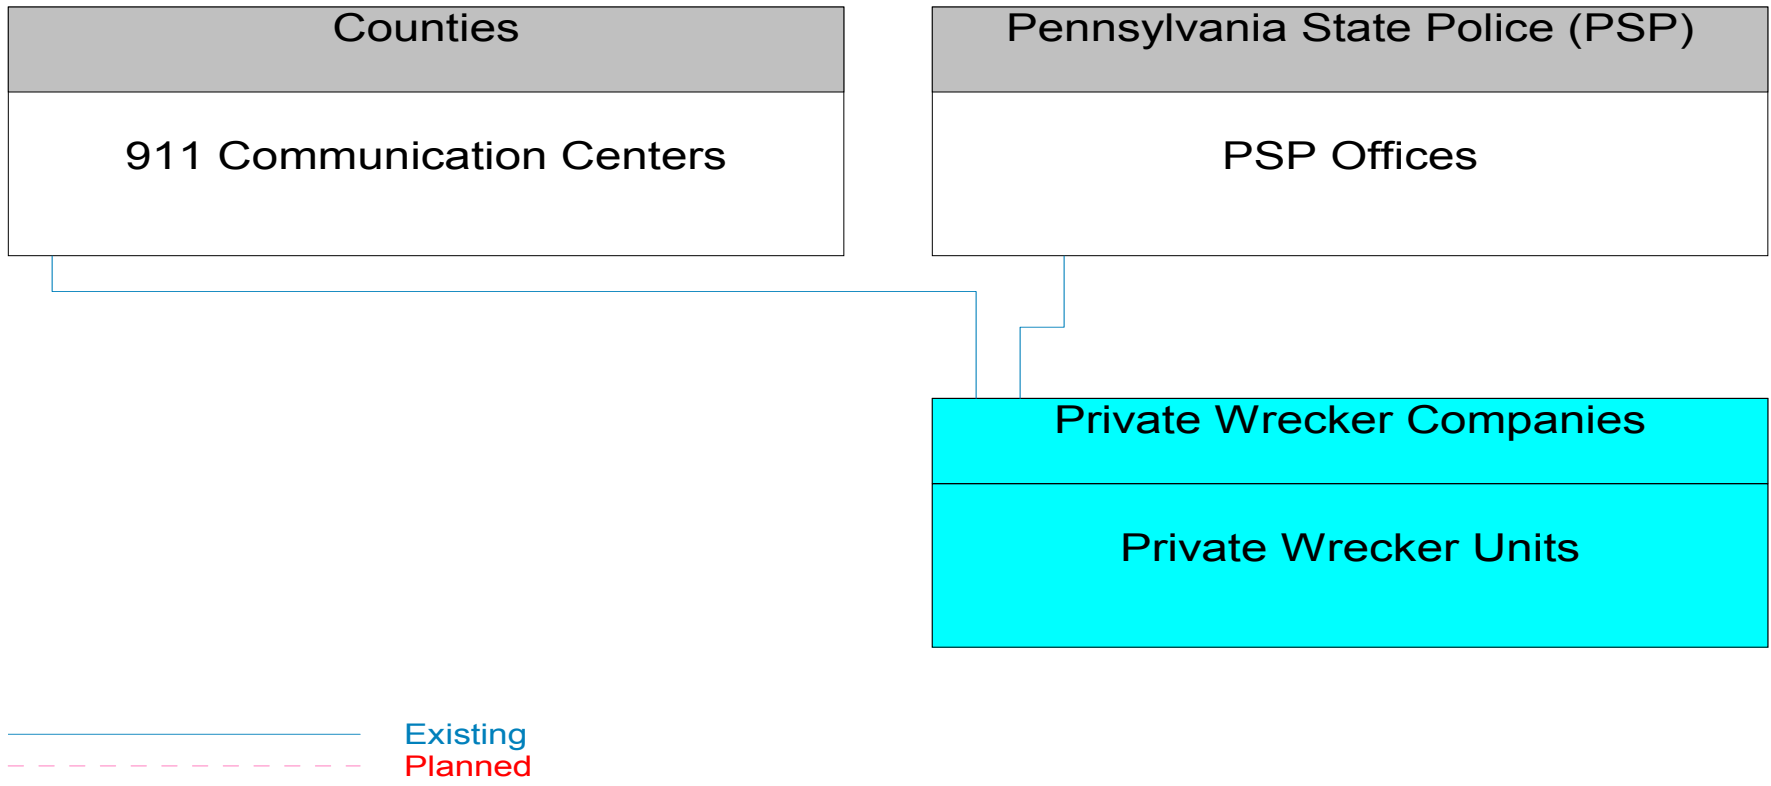 Counties
911 Communication Centers
Pennsylvania State Police (PSP)
PSP Offices
Private Wrecker Companies
Private Wrecker Units
Existing
Planned